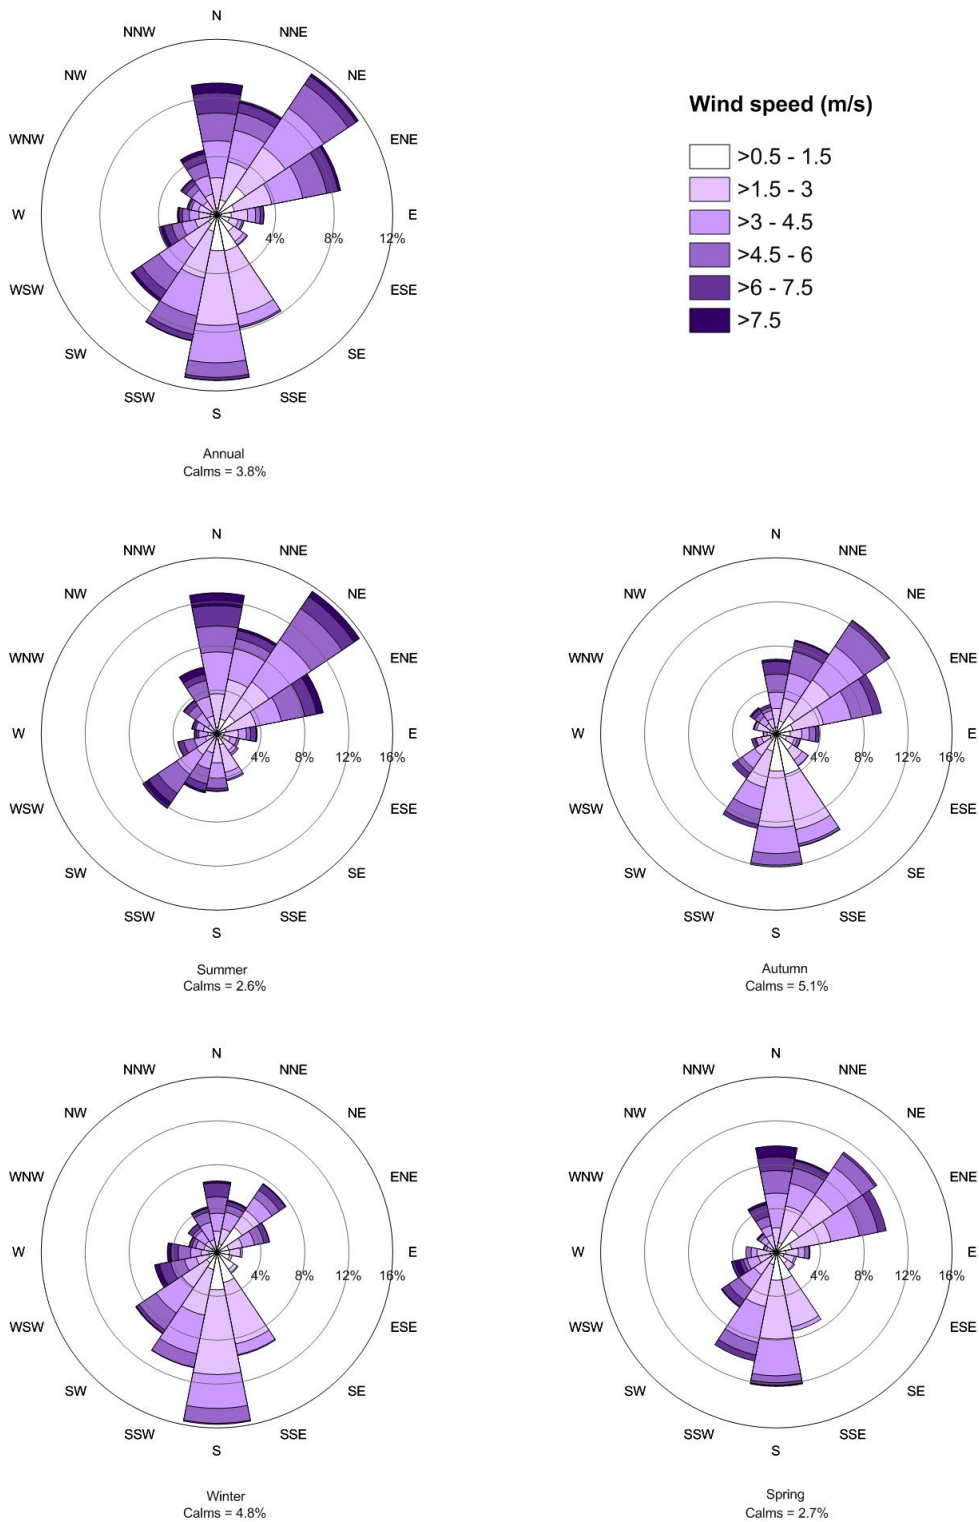 N
NNW
NNE
NW
NE
WNW
ENE
W
E
4%
8%
12%
WSW
ESE
SW
SE
SSW
SSE
S
Annual
Calms = 3.8%
Wind speed (m/s)
>0.5 - 1.5
>1.5 - 3
>3 - 4.5
>4.5 - 6
>6 - 7.5
>7.5
N
NNW
NNE
NW
NE
WNW
ENE
W
E
4%
8%
12%
16%
WSW
ESE
SW
SE
SSW
SSE
S
Summer
Calms = 2.6%
N
NNW
NNE
NW
NE
WNW
ENE
W
E
4%
8%
12%
16%
WSW
ESE
SW
SE
SSW
SSE
S
Autumn
Calms = 5.1%
N
NNW
NNE
NW
NE
WNW
ENE
W
E
4%
8%
12%
16%
WSW
ESE
SW
SE
SSW
SSE
S
Winter
Calms = 4.8%
N
NNW
NNE
NW
NE
WNW
ENE
W
E
4%
8%
12%
16%
WSW
ESE
SW
SE
SSW
SSE
S
Spring
Calms = 2.7%